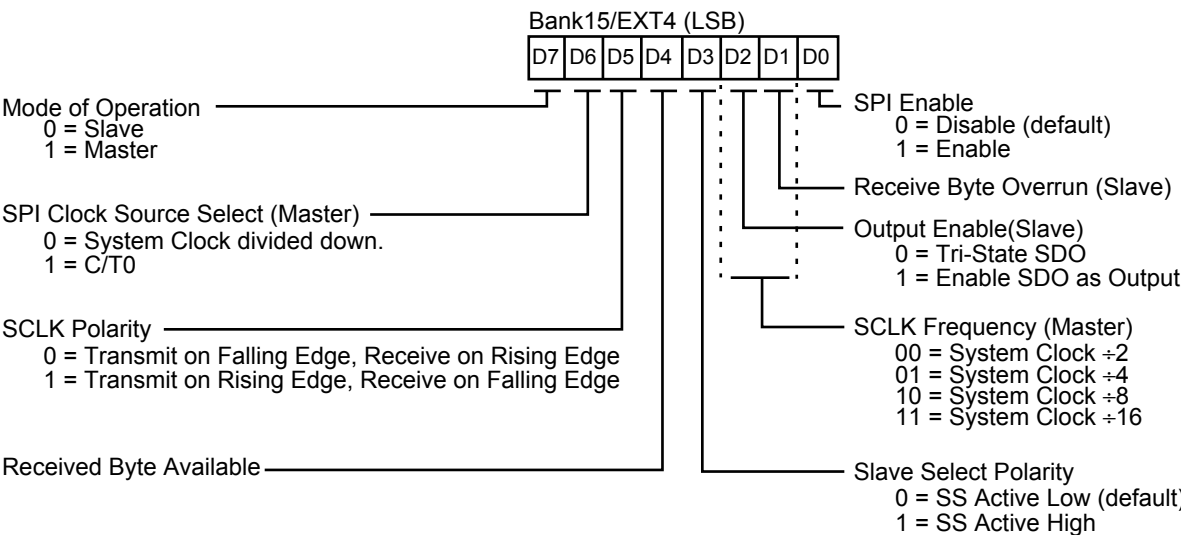 Bank15/EXT4 (LSB)
D7 D6 D5 D4 D3 D2 D1 D0
Mode of Operation
0 = Slave
1 = Master
SPI Clock Source Select (Master)
0 = System Clock divided down.
1 = C/T0
SCLK Polarity
0 = Transmit on Falling Edge, Receive on Rising Edge
1 = Transmit on Rising Edge, Receive on Falling Edge
Received Byte Available
SPI Enable
0 = Disable (default)
1 = Enable
Receive Byte Overrun (Slave)
Output Enable(Slave)
0 = Tri-State SDO
1 = Enable SDO as Output
SCLK Frequency (Master)
00 = System Clock ÷2
01 = System Clock ÷4
10 = System Clock ÷8
11 = System Clock ÷16
Slave Select Polarity
0 = SS Active Low (default)
1 = SS Active High